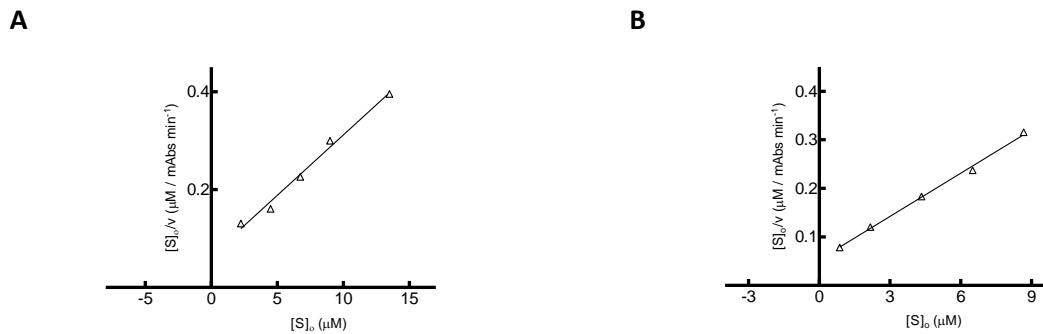 A
[S]ₒ/v (μM / mAbs min⁻¹)
0.4
0.2
-5 0 5 10 15
[S]ₒ (μM)
B
[S]ₒ/v (μM / mAbs min⁻¹)
0.4
0.3
0.2
0.1
-3 0 3 6 9
[S]ₒ (μM)